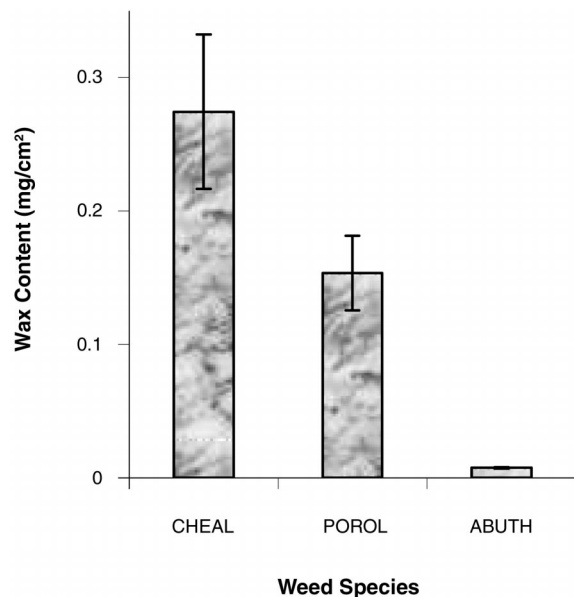 Wax Content (mg/cm²)
0.3
0.2
0.1
0
CHEAL POROL ABUTH
Weed Species